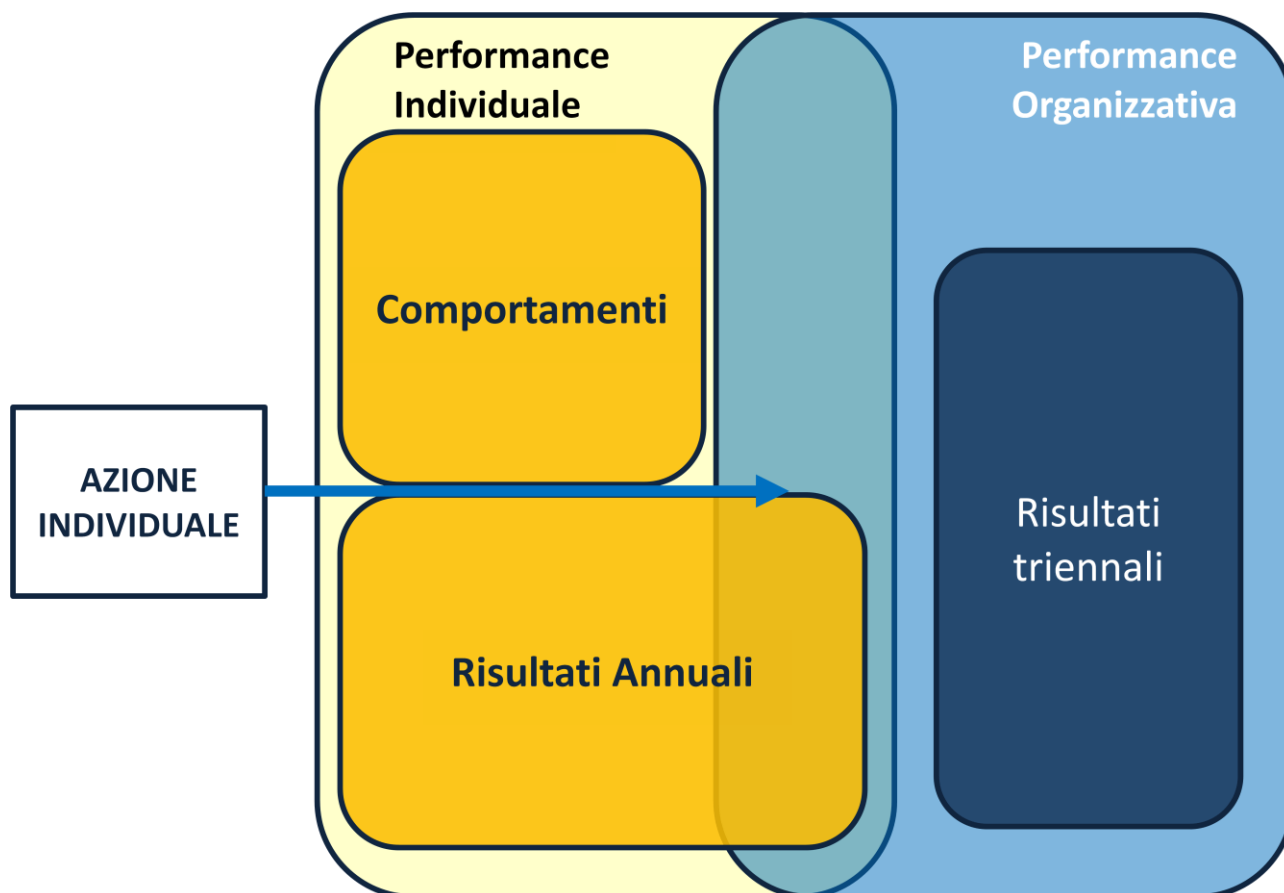 Performance
Individuale
Performance
Organizzativa
Comportamenti
AZIONE
INDIVIDUALE
Risultati
triennali
Risultati Annuali